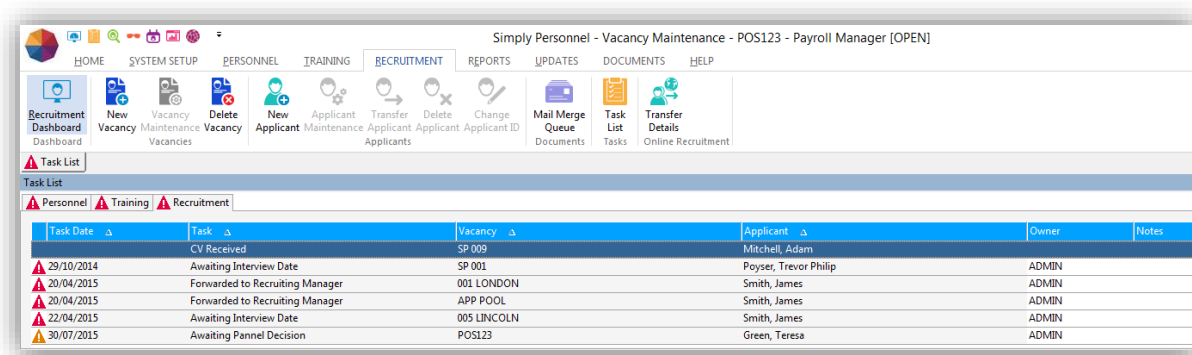 Simply Personnel - Vacancy Maintenance - POS123 - Payroll Manager [OPEN]
HOME SYSTEM SETUP PERSONNEL TRAINING RECRUITMENT REPORTS UPDATES DOCUMENTS HELP
Recruitment New Vacancy Delete New Applicant Transfer Delete Change Mail Merge Task Transfer
Dashboard Vacancy Maintenance Vacancy Applicant Maintenance Applicant Applicant Applicant ID Queue List Details
Dashboard Vacancies Applicants Documents Tasks Online Recruitment
Task List
Task List
Personnel Training Recruitment
Task Date Task Vacancy Applicant Owner Notes
CV Received SP 009 Mitchell, Adam
29/10/2014 Awaiting Interview Date SP 001 Poyser, Trevor Philip ADMIN
20/04/2015 Forwarded to Recruiting Manager 001 LONDON Smith, James ADMIN
20/04/2015 Forwarded to Recruiting Manager APP POOL Smith, James ADMIN
22/04/2015 Awaiting Interview Date 005 LINCOLN Smith, James ADMIN
30/07/2015 Awaiting Pannel Decision POS123 Green, Teresa ADMIN